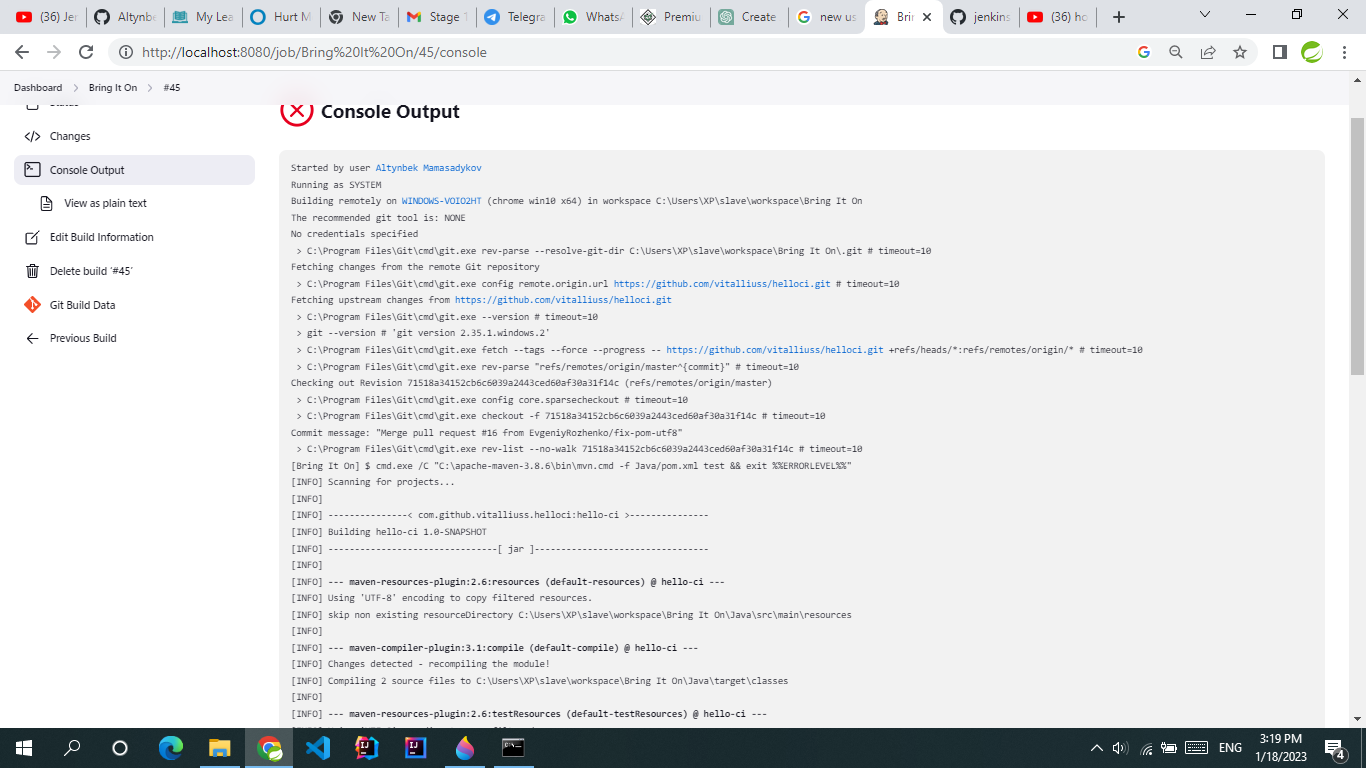 (36) Jer
Altynbe
My Lea
Hurt M
New Ta
Stage T
Telegra
WhatsA
Premiu
Create
new us
Brin
jenkins
(36) ho
http://localhost:8080/job/Bring%20It%20On/45/console
Dashboard > Bring It On > #45
Status
Changes
Console Output
View as plain text
Edit Build Information
Delete build '#45'
Git Build Data
Previous Build
Console Output
Started by user Altynbek Mamasadykov
Running as SYSTEM
Building remotely on WINDOWS-VOIO2HT (chrome win10 x64) in workspace C:\Users\XP\slave\workspace\Bring It On
The recommended git tool is: NONE
No credentials specified
> C:\Program Files\Git\cmd\git.exe rev-parse --resolve-git-dir C:\Users\XP\slave\workspace\Bring It On\.git # timeout=10
Fetching changes from the remote Git repository
> C:\Program Files\Git\cmd\git.exe config remote.origin.url https://github.com/vitalliuss/helloci.git # timeout=10
Fetching upstream changes from https://github.com/vitalliuss/helloci.git
> C:\Program Files\Git\cmd\git.exe --version # timeout=10
> git --version # 'git version 2.35.1.windows.2'
> C:\Program Files\Git\cmd\git.exe fetch --tags --force --progress -- https://github.com/vitalliuss/helloci.git +refs/heads/*:refs/remotes/origin/* # timeout=10
> C:\Program Files\Git\cmd\git.exe rev-parse "refs/remotes/origin/master^{commit}" # timeout=10
Checking out Revision 71518a34152cb6c6039a2443ced60af30a31f14c (refs/remotes/origin/master)
> C:\Program Files\Git\cmd\git.exe config core.sparsecheckout # timeout=10
> C:\Program Files\Git\cmd\git.exe checkout -f 71518a34152cb6c6039a2443ced60af30a31f14c # timeout=10
Commit message: "Merge pull request #16 from EvgeniyRozhenko/fix-pom-utf8"
> C:\Program Files\Git\cmd\git.exe rev-list --no-walk 71518a34152cb6c6039a2443ced60af30a31f14c # timeout=10
[Bring It On] $ cmd.exe /C "C:\apache-maven-3.8.6\bin\mvn.cmd -f Java/pom.xml test && exit %%ERRORLEVEL%%"
[INFO] Scanning for projects...
[INFO]
[INFO] ---------------< com.github.vitalliuss.helloci:hello-ci >---------------
[INFO] Building hello-ci 1.0-SNAPSHOT
[INFO] --------------------------------[ jar ]---------------------------------
[INFO]
[INFO] --- maven-resources-plugin:2.6:resources (default-resources) @ hello-ci ---
[INFO] Using 'UTF-8' encoding to copy filtered resources.
[INFO] skip non existing resourceDirectory C:\Users\XP\slave\workspace\Bring It On\Java\src\main\resources
[INFO]
[INFO] --- maven-compiler-plugin:3.1:compile (default-compile) @ hello-ci ---
[INFO] Changes detected - recompiling the module!
[INFO] Compiling 2 source files to C:\Users\XP\slave\workspace\Bring It On\Java\target\classes
[INFO]
[INFO] --- maven-resources-plugin:2.6:testResources (default-testResources) @ hello-ci ---
ENG
3:19 PM
1/18/2023
4